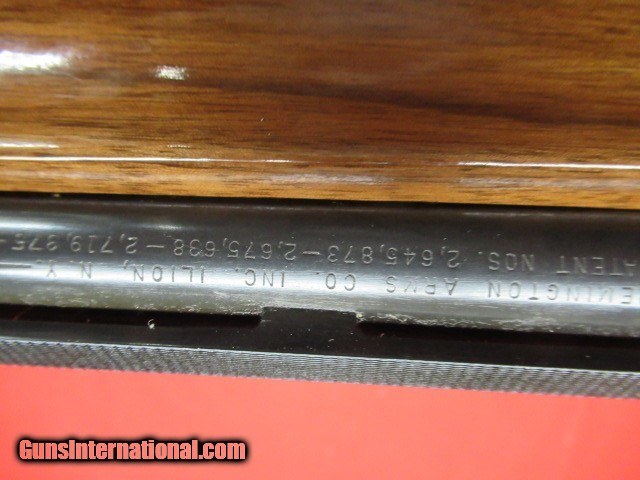 EMINGTON ARMS CO. INC. ILION, N. Y.—
ATENT NOS. 2,645,873—2,675,638—2,719,375—
GunsInternational.com